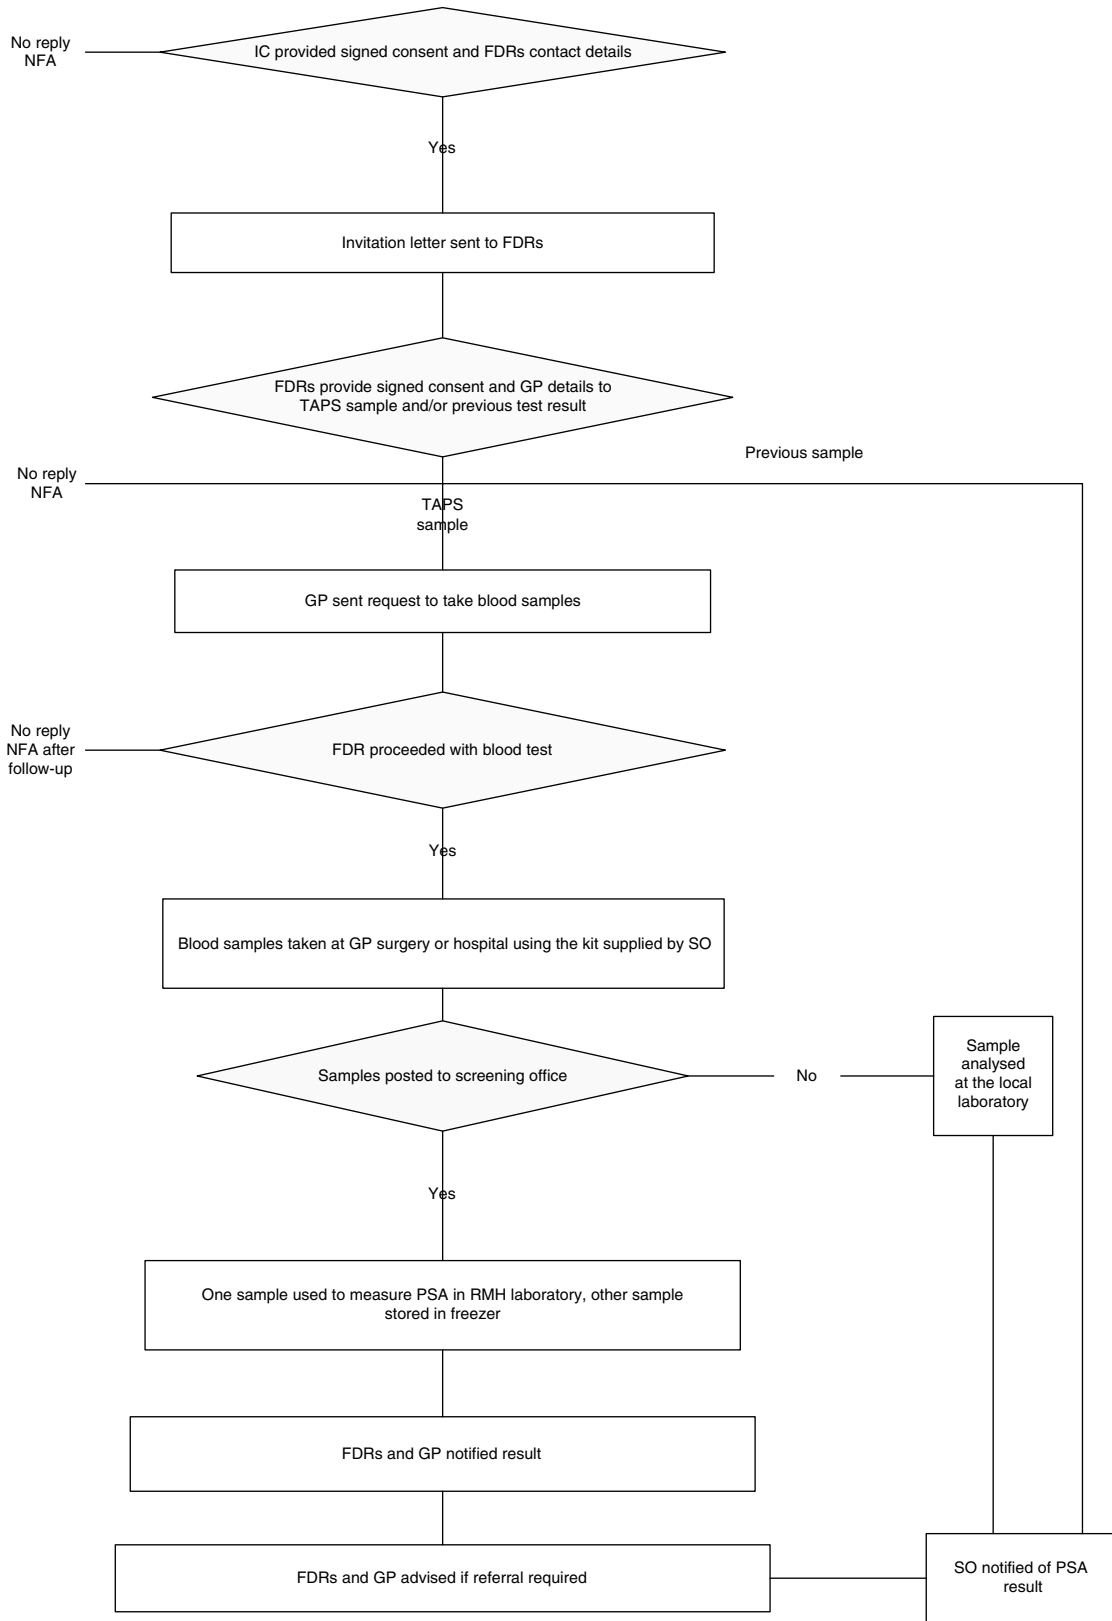 No reply
NFA
IC provided signed consent and FDRs contact details
Yes
Invitation letter sent to FDRs
FDRs provide signed consent and GP details to
TAPS sample and/or previous test result
Previous sample
No reply
NFA
TAPS
sample
GP sent request to take blood samples
No reply
NFA after
follow-up
FDR proceeded with blood test
Yes
Blood samples taken at GP surgery or hospital using the kit supplied by SO
Samples posted to screening office
No
Sample
analysed
at the local
laboratory
Yes
One sample used to measure PSA in RMH laboratory, other sample
stored in freezer
FDRs and GP notified result
FDRs and GP advised if referral required
SO notified of PSA
result